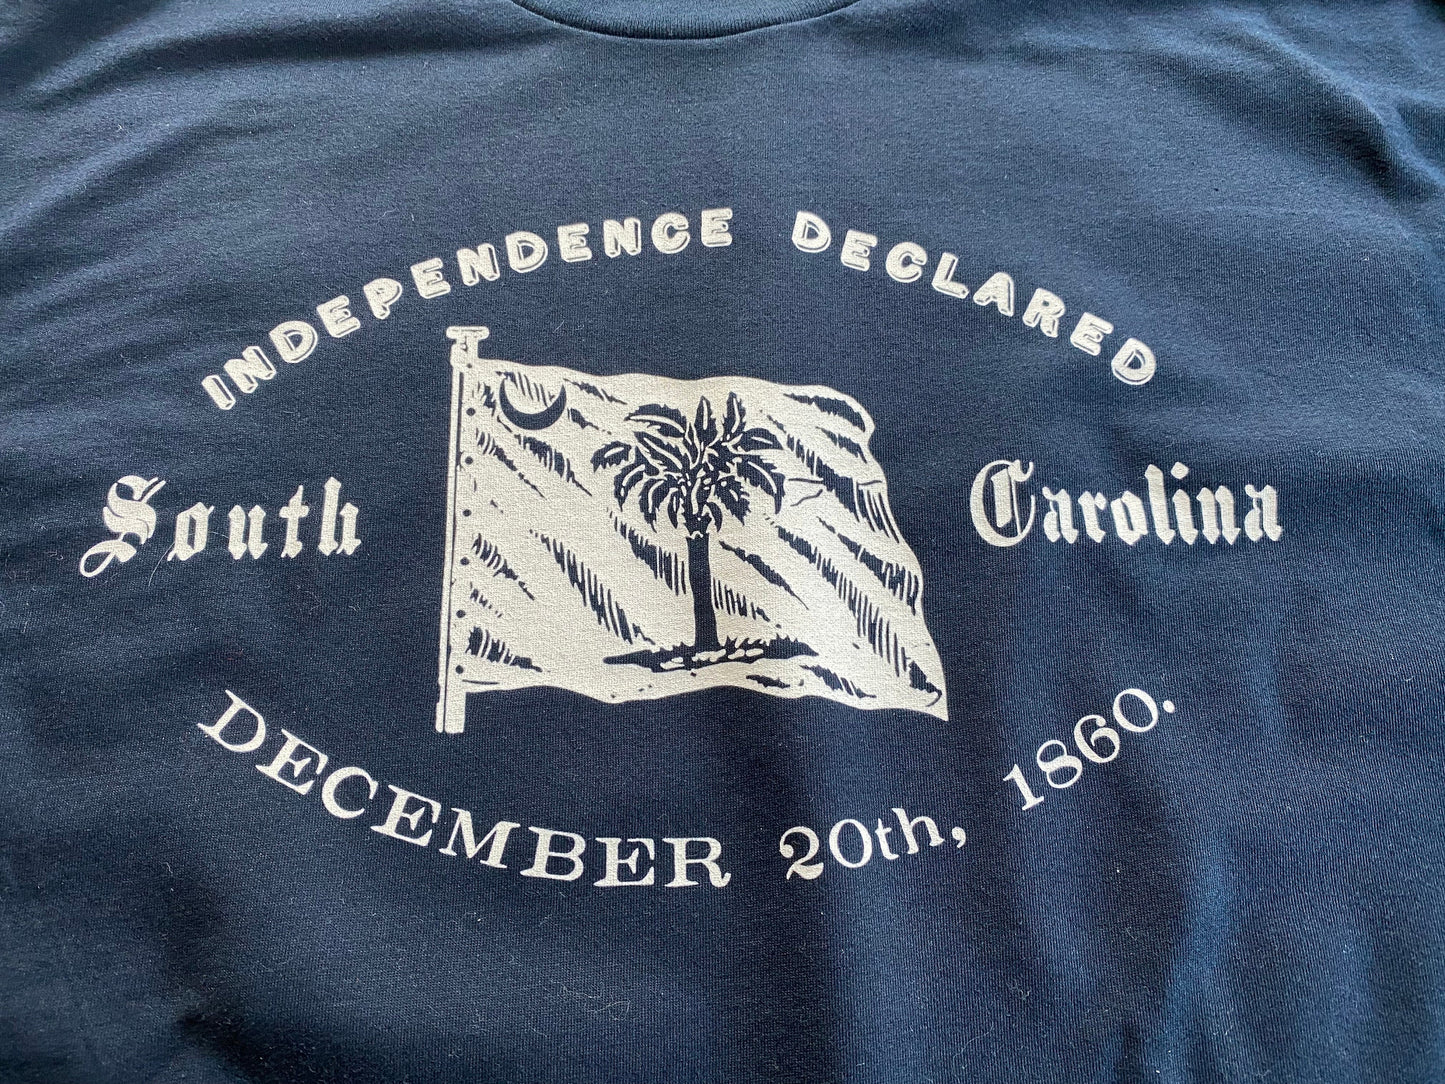 INDEPENDENCE DECLARED
South Carolina
DECEMBER 20th, 1860.